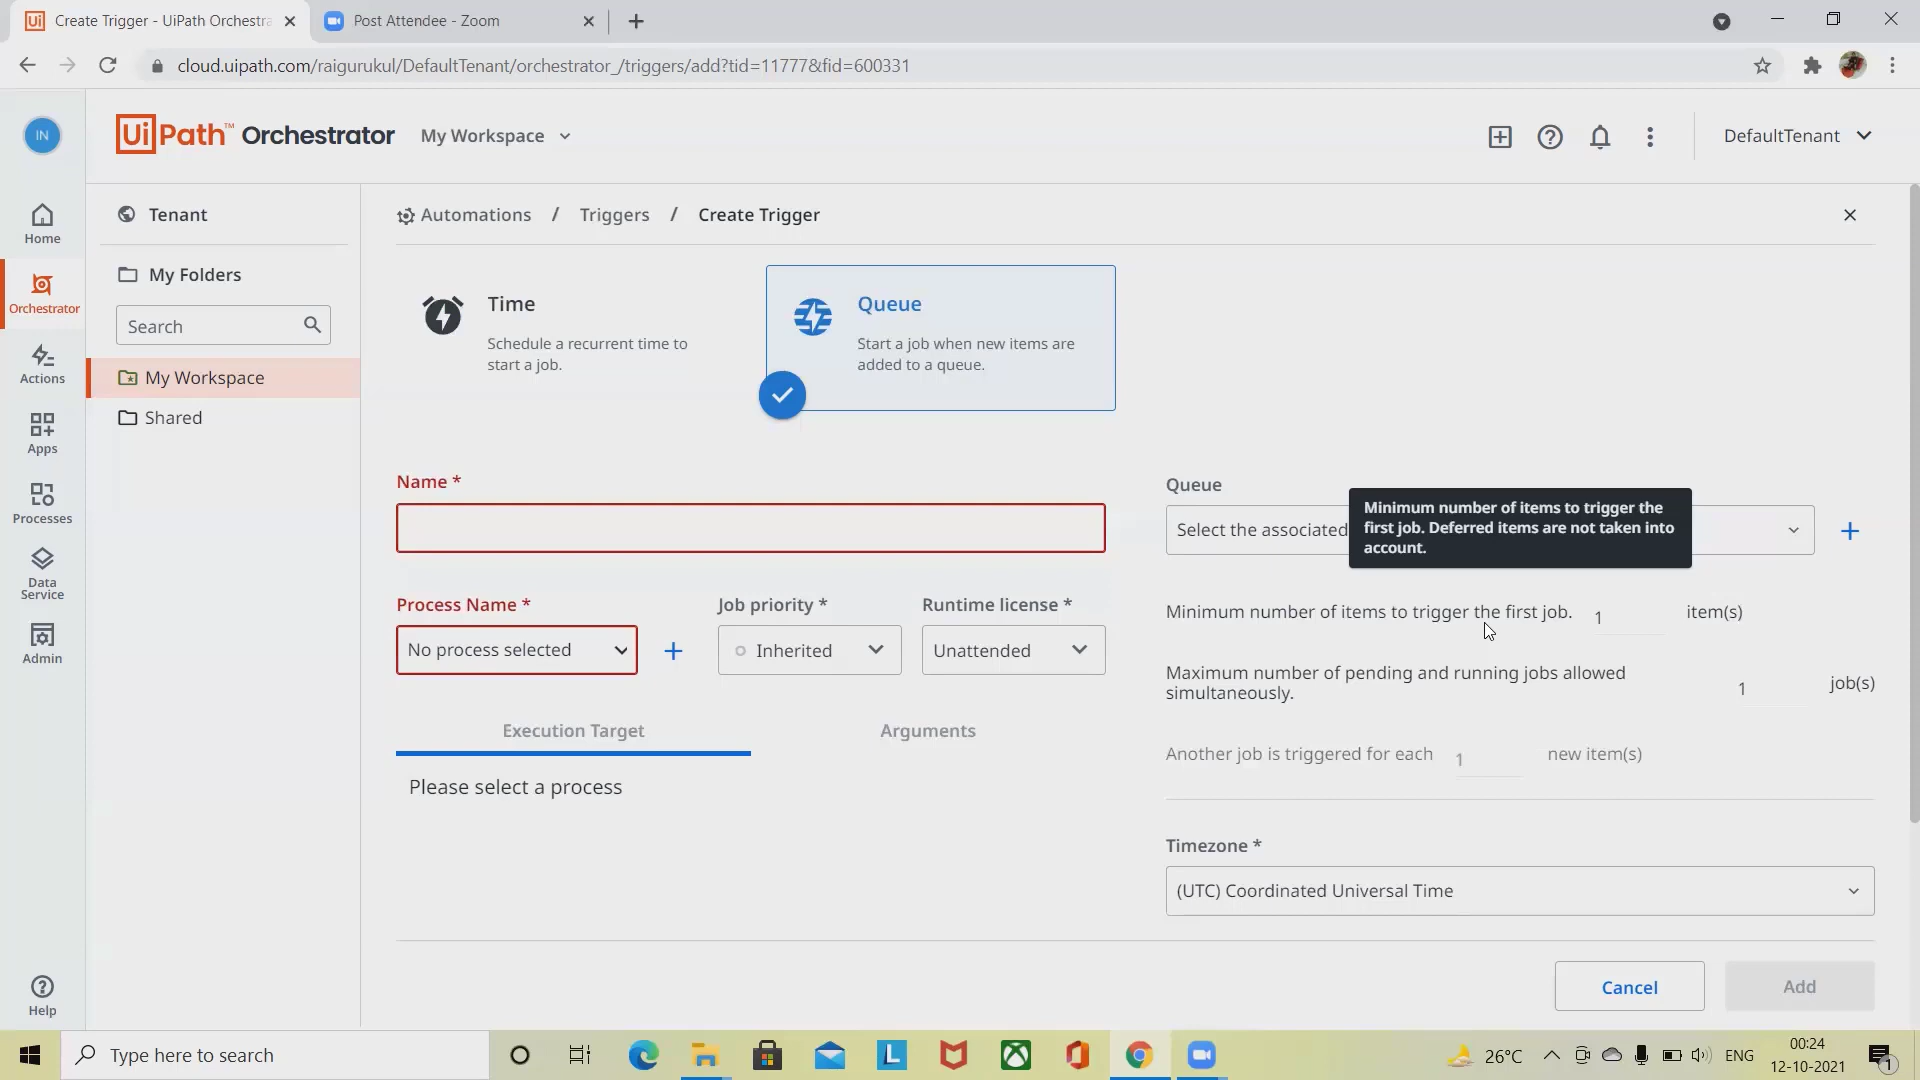 Create Trigger - UiPath Orchestra
Post Attendee - Zoom
cloud.uipath.com/raigurukul/DefaultTenant/orchestrator_/triggers/add?tid=11777&fid=600331
IN
UiPath™ Orchestrator
My Workspace
DefaultTenant
Home
Orchestrator
Actions
Apps
Processes
Data
Service
Admin
Help
Tenant
My Folders
Search
My Workspace
Shared
Automations / Triggers / Create Trigger
Time
Schedule a recurrent time to
start a job.
Queue
Start a job when new items are
added to a queue.
Name *
Process Name *
No process selected
Job priority *
Inherited
Runtime license *
Unattended
Execution Target
Arguments
Please select a process
Queue
Select the associated
Minimum number of items to trigger the
first job. Deferred items are not taken into
account.
Minimum number of items to trigger the first job. 1 item(s)
Maximum number of pending and running jobs allowed
simultaneously. 1 job(s)
Another job is triggered for each 1 new item(s)
Timezone *
(UTC) Coordinated Universal Time
Cancel
Add
Type here to search
L
26°C
ENG
00:24
12-10-2021
1